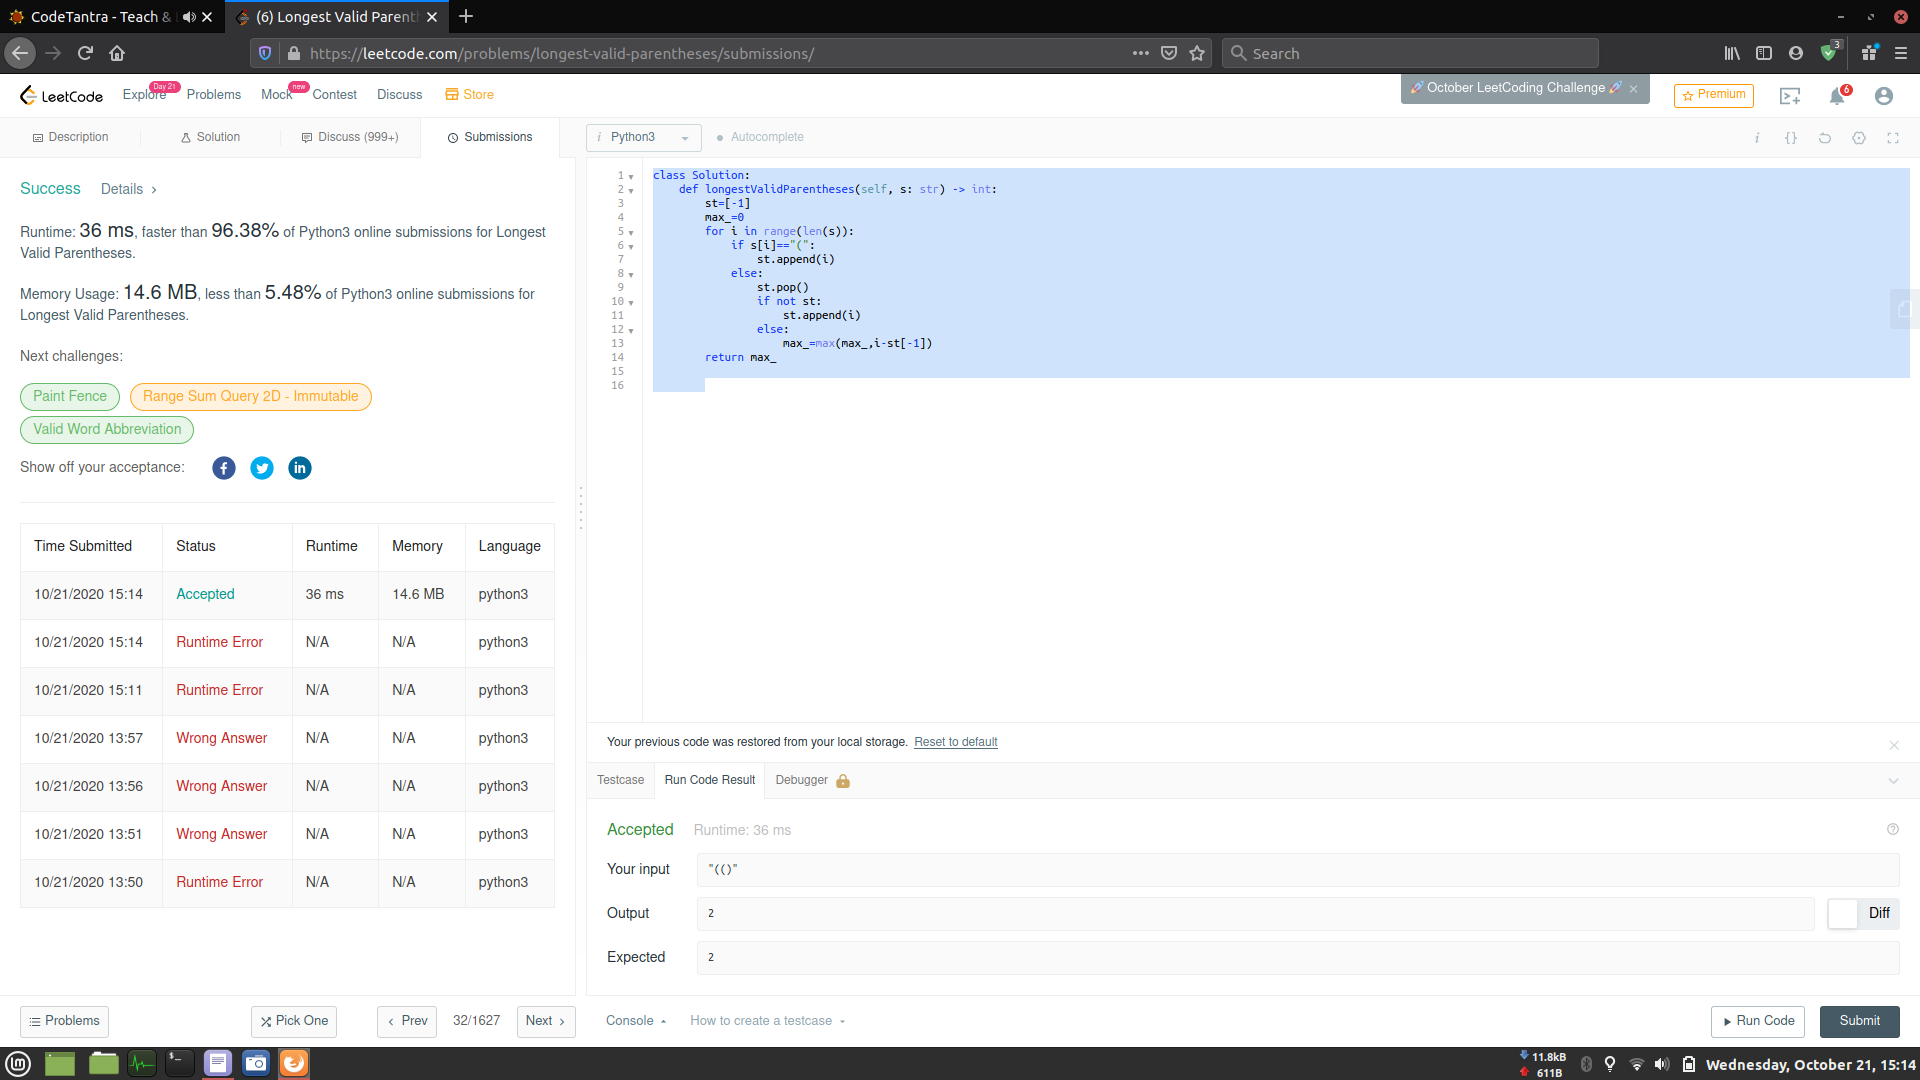 CodeTantra - Teach &
(6) Longest Valid Parent
https://leetcode.com/problems/longest-valid-parentheses/submissions/
Search
3
LeetCode
Explore
Day 21
Problems
Mock
new
Contest
Discuss
Store
October LeetCoding Challenge
Premium
6
Description
Solution
Discuss (999+)
Submissions
i Python3
Autocomplete
Success
Details
Runtime: 36 ms, faster than 96.38% of Python3 online submissions for Longest
Valid Parentheses.
Memory Usage: 14.6 MB, less than 5.48% of Python3 online submissions for
Longest Valid Parentheses.
Next challenges:
Paint Fence
Range Sum Query 2D - Immutable
Valid Word Abbreviation
Show off your acceptance:
Time Submitted Status Runtime Memory Language
10/21/2020 15:14 Accepted 36 ms 14.6 MB python3
10/21/2020 15:14 Runtime Error N/A N/A python3
10/21/2020 15:11 Runtime Error N/A N/A python3
10/21/2020 13:57 Wrong Answer N/A N/A python3
10/21/2020 13:56 Wrong Answer N/A N/A python3
10/21/2020 13:51 Wrong Answer N/A N/A python3
10/21/2020 13:50 Runtime Error N/A N/A python3
1 class Solution:
2 def longestValidParentheses(self, s: str) -> int:
3 st=[-1]
4 max_=0
5 for i in range(len(s)):
6 if s[i]=="(":
7 st.append(i)
8 else:
9 st.pop()
10 if not st:
11 st.append(i)
12 else:
13 max_=max(max_,i-st[-1])
14 return max_
15
16
Your previous code was restored from your local storage. Reset to default
Testcase
Run Code Result
Debugger
Accepted
Runtime: 36 ms
Your input
"(()"
Output
2
Diff
Expected
2
Problems
Pick One
Prev
32/1627
Next
Console
How to create a testcase
Run Code
Submit
11.8kB
611B
Wednesday, October 21, 15:14